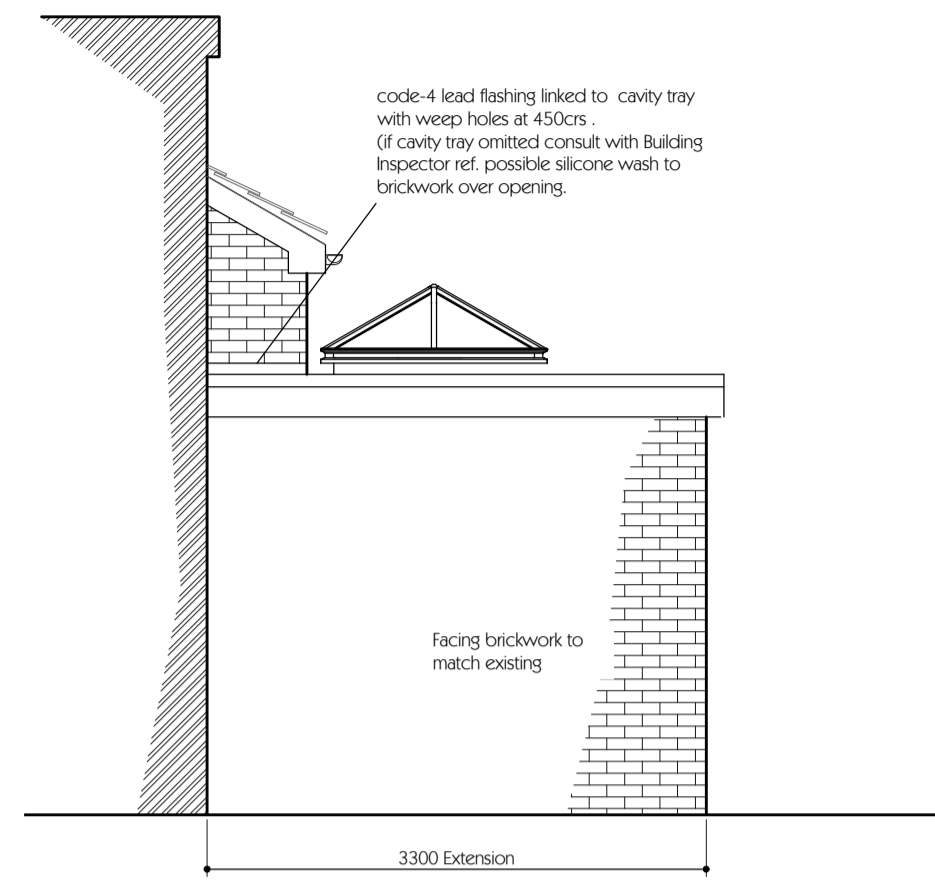 code-4 lead flashing linked to cavity tray
with weep holes at 450crs .
(if cavity tray omitted consult with Building
Inspector ref. possible silicone wash to
brickwork over opening.
Facing brickwork to
match existing
3300 Extension